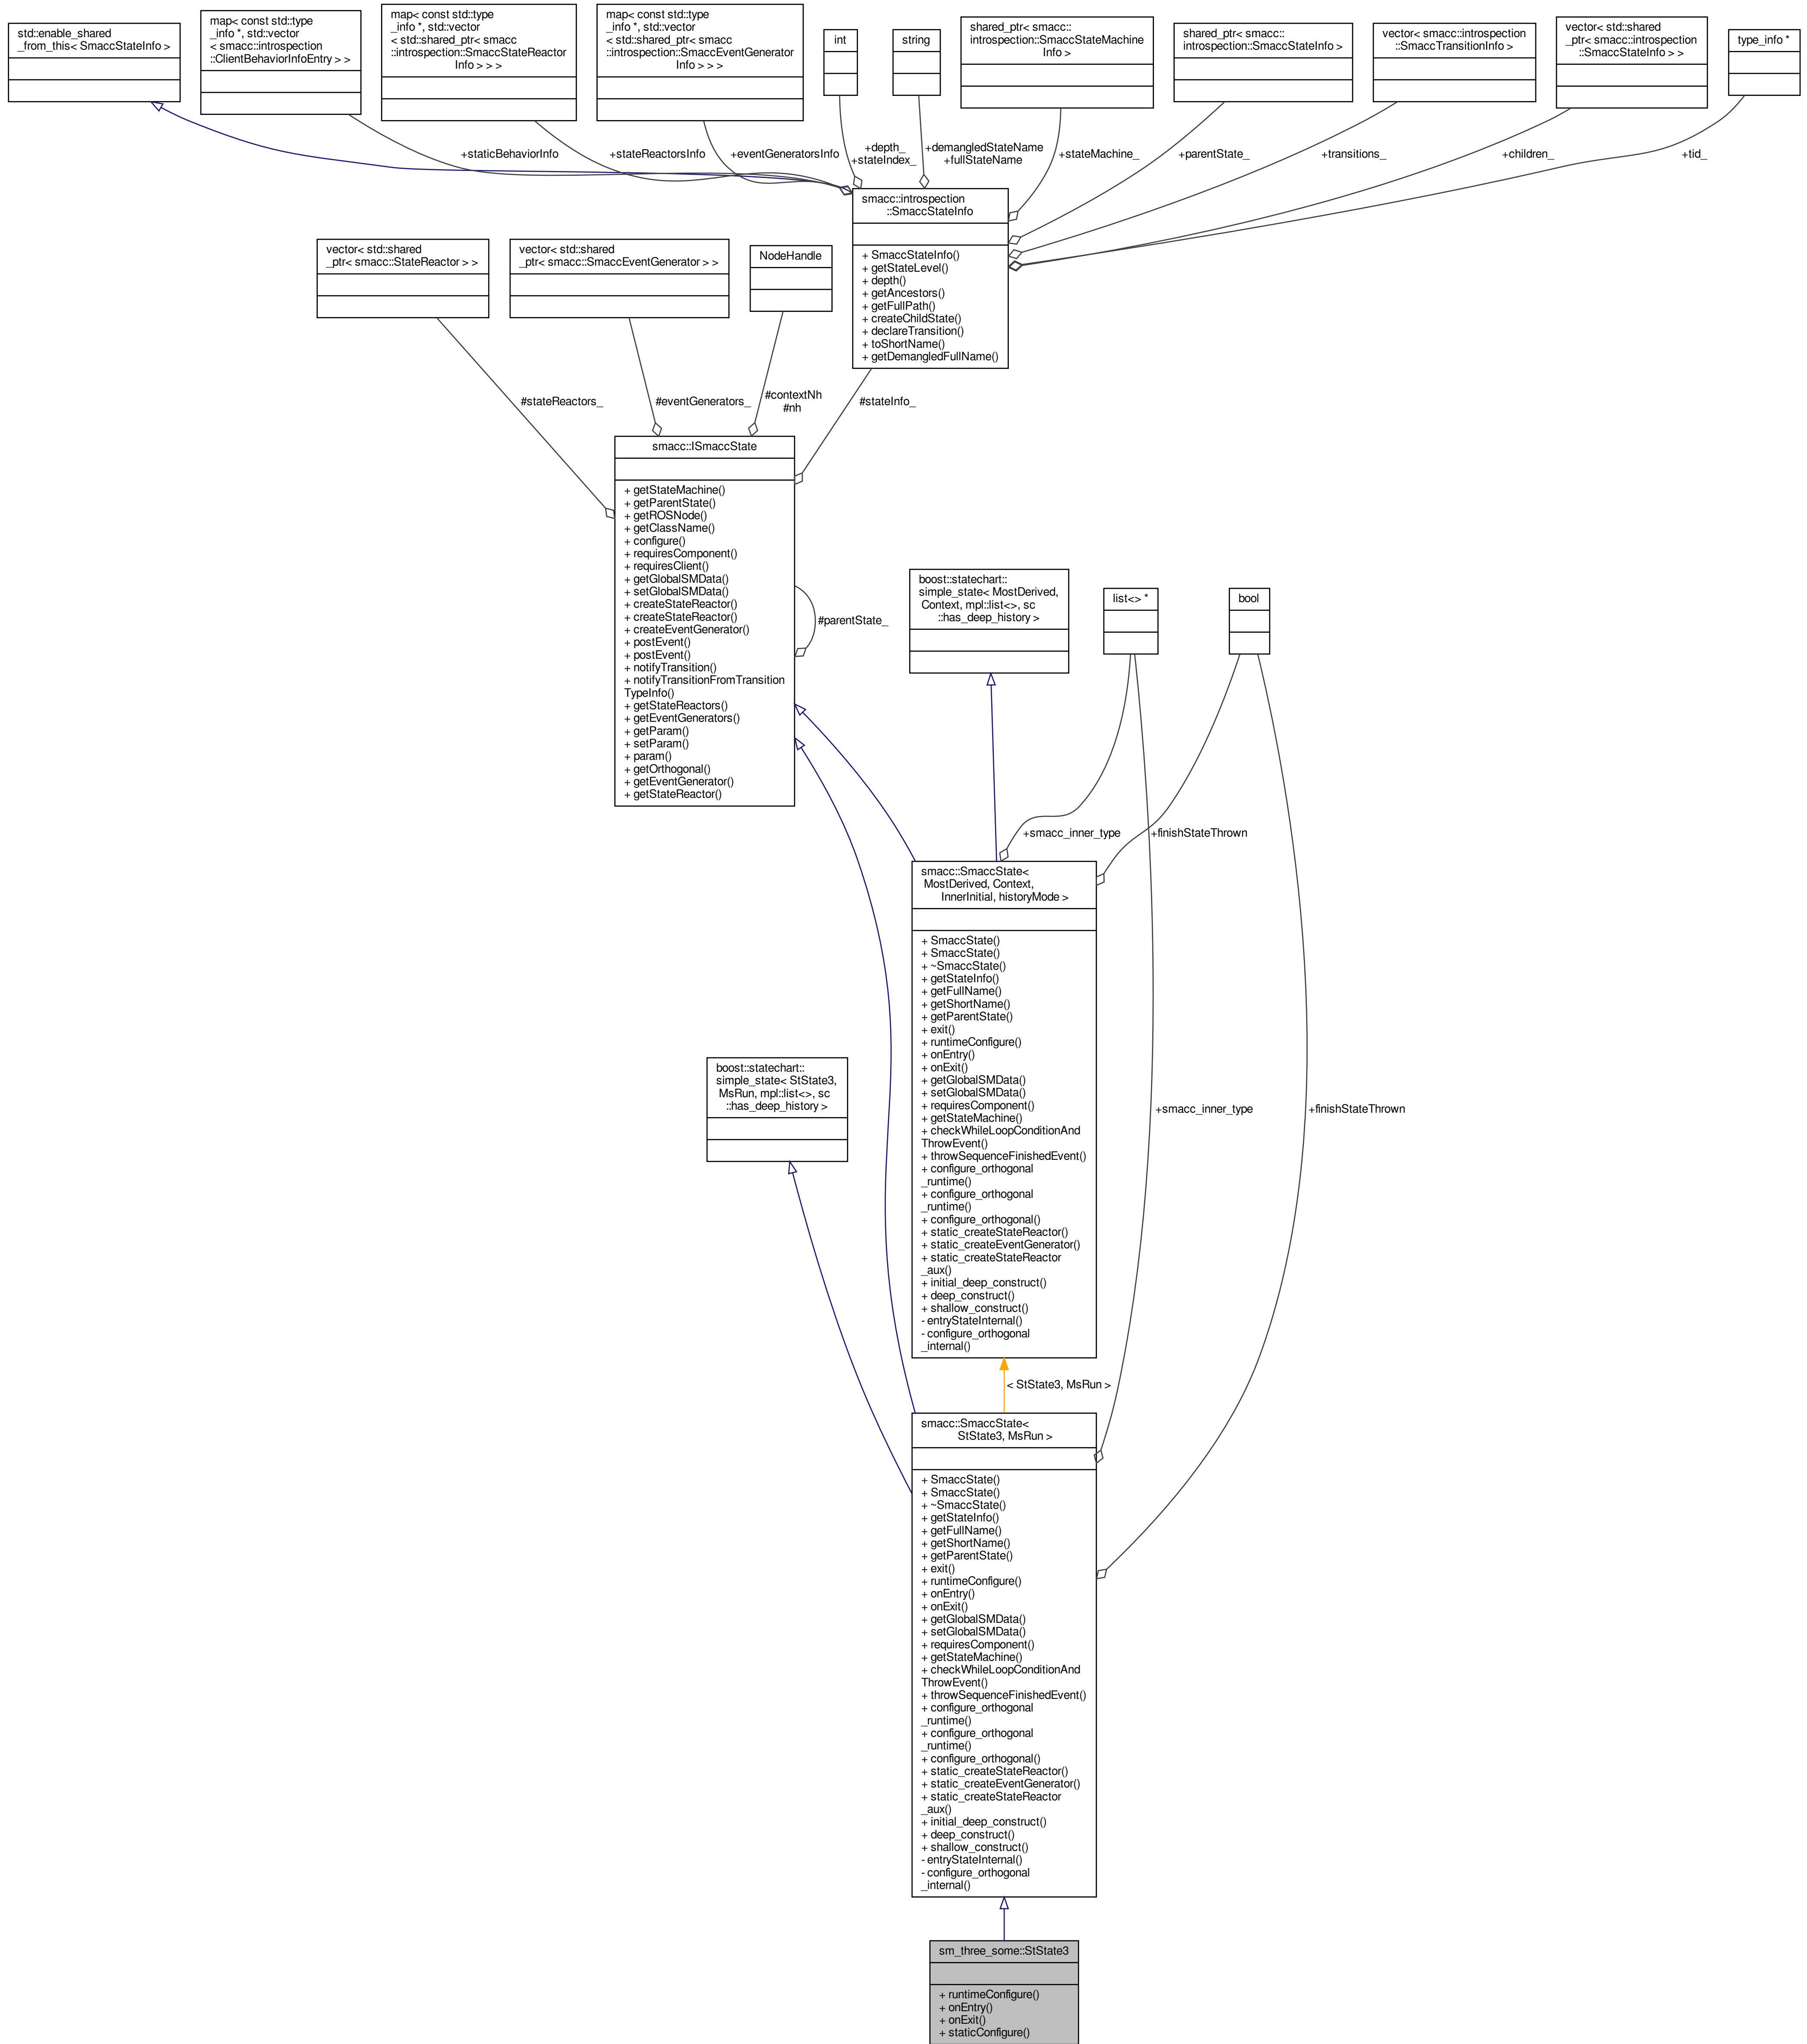 std::enable_shared
_from_this< SmaccStateInfo >
map< const std::type
_info *, std::vector
< smacc::introspection
::ClientBehaviorInfoEntry > >
map< const std::type
_info *, std::vector
< std::shared_ptr< smacc
::introspection::SmaccStateReactor
Info > > >
map< const std::type
_info *, std::vector
< std::shared_ptr< smacc
::introspection::SmaccEventGenerator
Info > > >
int
string
shared_ptr< smacc::
introspection::SmaccStateMachine
Info >
shared_ptr< smacc::
introspection::SmaccStateInfo >
vector< smacc::introspection
::SmaccTransitionInfo >
vector< std::shared
_ptr< smacc::introspection
::SmaccStateInfo > >
type_info *
+staticBehaviorInfo
+stateReactorsInfo
+eventGeneratorsInfo
+depth_
+stateIndex_
+demangledStateName
+fullStateName
+stateMachine_
+parentState_
+transitions_
+children_
+tid_
smacc::introspection
::SmaccStateInfo
+ SmaccStateInfo()
+ getStateLevel()
+ depth()
+ getAncestors()
+ getFullPath()
+ createChildState()
+ declareTransition()
+ toShortName()
+ getDemangledFullName()
vector< std::shared
_ptr< smacc::StateReactor > >
vector< std::shared
_ptr< smacc::SmaccEventGenerator > >
NodeHandle
#stateReactors_
#eventGenerators_
#contextNh
#nh
#stateInfo_
smacc::ISmaccState
+ getStateMachine()
+ getParentState()
+ getROSNode()
+ getClassName()
+ configure()
+ requiresComponent()
+ requiresClient()
+ getGlobalSMData()
+ setGlobalSMData()
+ createStateReactor()
+ createStateReactor()
+ createEventGenerator()
+ postEvent()
+ postEvent()
+ notifyTransition()
+ notifyTransitionFromTransition
TypeInfo()
+ getStateReactors()
+ getEventGenerators()
+ getParam()
+ setParam()
+ param()
+ getOrthogonal()
+ getEventGenerator()
+ getStateReactor()
#parentState_
boost::statechart::
simple_state< MostDerived,
Context, mpl::list<>, sc
::has_deep_history >
list<> *
bool
+smacc_inner_type
+finishStateThrown
smacc::SmaccState<
MostDerived, Context,
InnerInitial, historyMode >
+ SmaccState()
+ SmaccState()
+ ~SmaccState()
+ getStateInfo()
+ getFullName()
+ getShortName()
+ getParentState()
+ exit()
+ runtimeConfigure()
+ onEntry()
+ onExit()
+ getGlobalSMData()
+ setGlobalSMData()
+ requiresComponent()
+ getStateMachine()
+ checkWhileLoopConditionAnd
ThrowEvent()
+ throwSequenceFinishedEvent()
+ configure_orthogonal
_runtime()
+ configure_orthogonal
_runtime()
+ configure_orthogonal()
+ static_createStateReactor()
+ static_createEventGenerator()
+ static_createStateReactor
_aux()
+ initial_deep_construct()
+ deep_construct()
+ shallow_construct()
- entryStateInternal()
- configure_orthogonal
_internal()
boost::statechart::
simple_state< StState3,
MsRun, mpl::list<>, sc
::has_deep_history >
+smacc_inner_type
+finishStateThrown
< StState3, MsRun >
smacc::SmaccState<
StState3, MsRun >
+ SmaccState()
+ SmaccState()
+ ~SmaccState()
+ getStateInfo()
+ getFullName()
+ getShortName()
+ getParentState()
+ exit()
+ runtimeConfigure()
+ onEntry()
+ onExit()
+ getGlobalSMData()
+ setGlobalSMData()
+ requiresComponent()
+ getStateMachine()
+ checkWhileLoopConditionAnd
ThrowEvent()
+ throwSequenceFinishedEvent()
+ configure_orthogonal
_runtime()
+ configure_orthogonal
_runtime()
+ configure_orthogonal()
+ static_createStateReactor()
+ static_createEventGenerator()
+ static_createStateReactor
_aux()
+ initial_deep_construct()
+ deep_construct()
+ shallow_construct()
- entryStateInternal()
- configure_orthogonal
_internal()
sm_three_some::StState3
+ runtimeConfigure()
+ onEntry()
+ onExit()
+ staticConfigure()